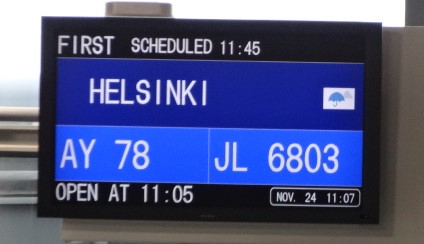 FIRST SCHEDULED 11:45
HELSINKI
AY 78 JL 6803
OPEN AT 11:05 NOV. 24 11:07